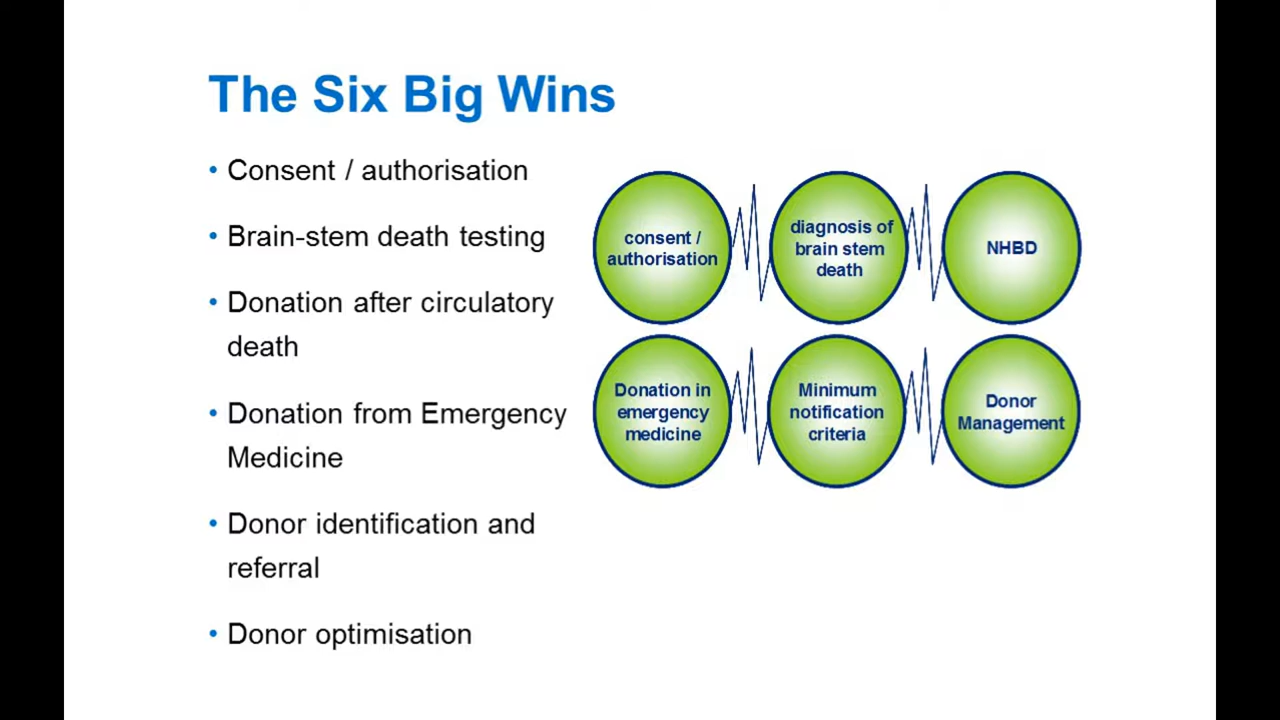 The Six Big Wins
• Consent / authorisation
• Brain-stem death testing
• Donation after circulatory
death
• Donation from Emergency
Medicine
• Donor identification and
referral
• Donor optimisation
consent /
authorisation
diagnosis of
brain stem
death
NHBD
Donation in
emergency
medicine
Minimum
notification
criteria
Donor
Management